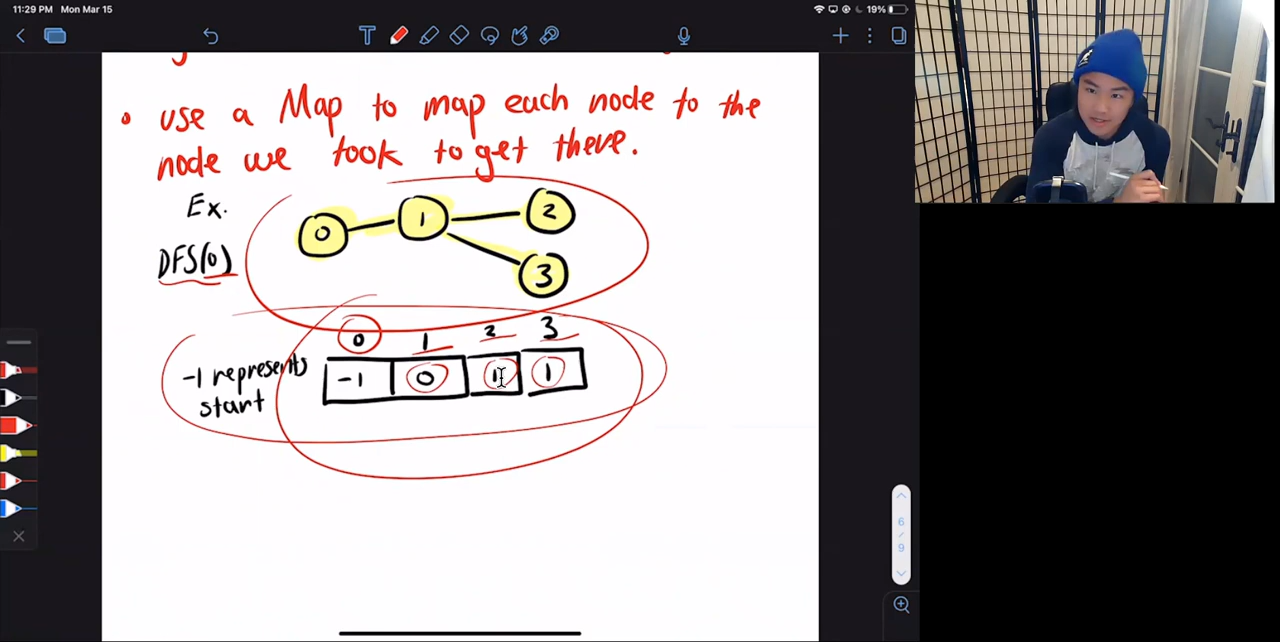 11:29 PM Mon Mar 15
19%
T
• use a Map to map each node to the
node we took to get there.
Ex.
0 1 2
DFS(0)
3
0 1 2 3
-1 represents
start
-1 0 1 1
6
/
9